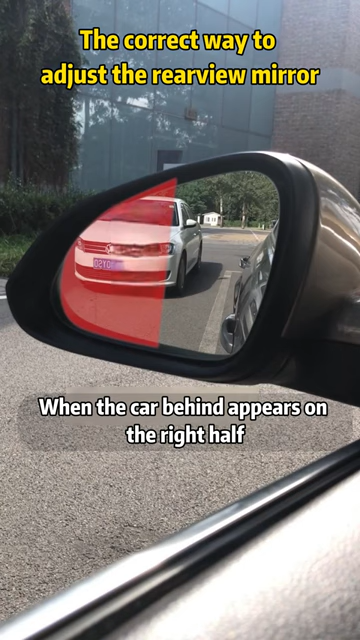 The correct way to
adjust the rearview mirror
When the car behind appears on
the right half